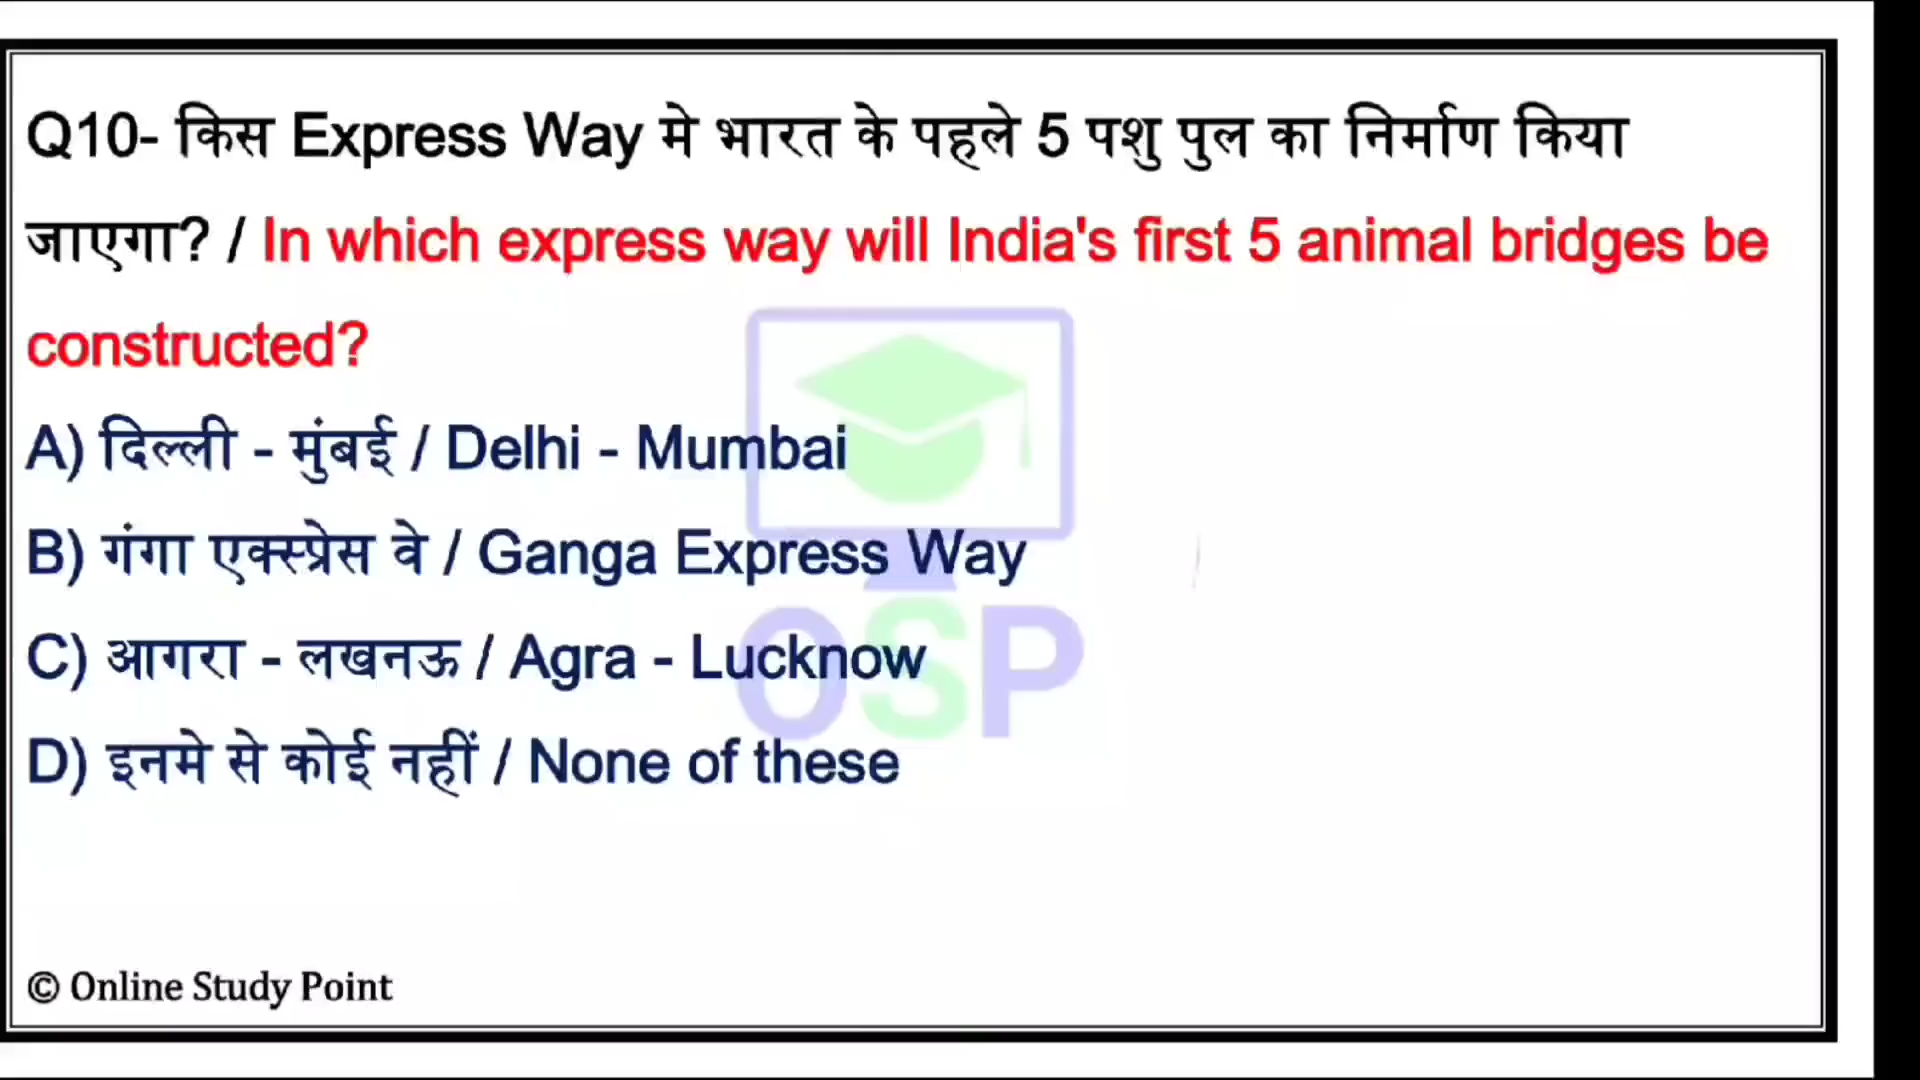 Q10- किस Express Way मे भारत के पहले 5 पशु पुल का निर्माण किया
जाएगा? / In which express way will India's first 5 animal bridges be
constructed?
A) दिल्ली - मुंबई / Delhi - Mumbai
B) गंगा एक्स्प्रेस वे / Ganga Express Way
C) आगरा - लखनऊ / Agra - Lucknow
D) इनमे से कोई नहीं / None of these
OSP
© Online Study Point